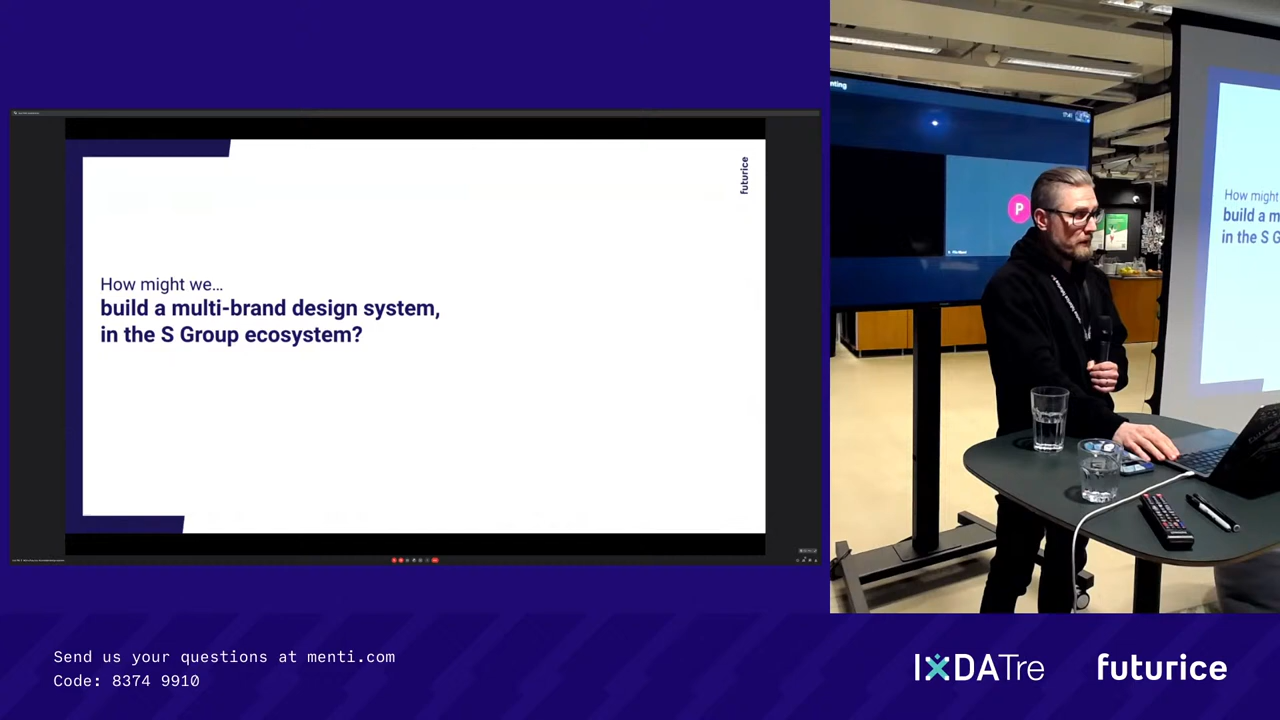 futurice
How might we...
build a multi-brand design system,
in the S Group ecosystem?
P
How might
build a m
in the S G
Send us your questions at menti.com
Code: 8374 9910
IXDATre
futurice